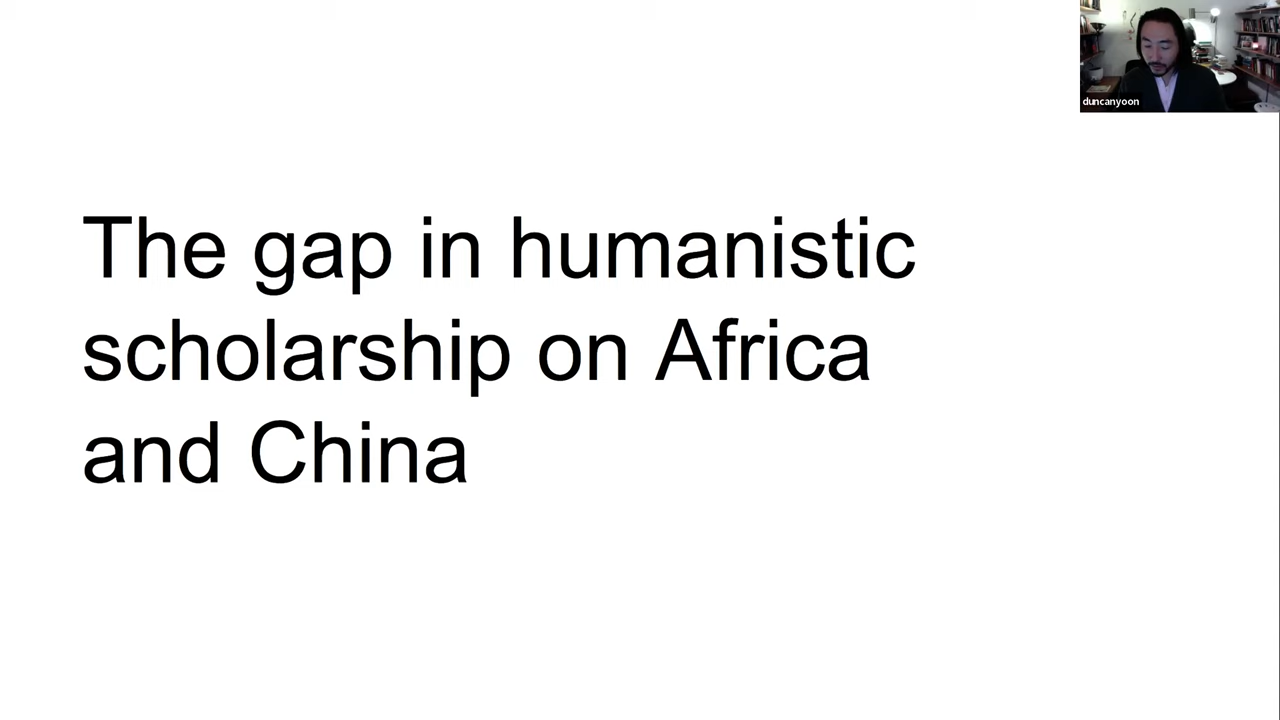 duncanyoon
The gap in humanistic
scholarship on Africa
and China